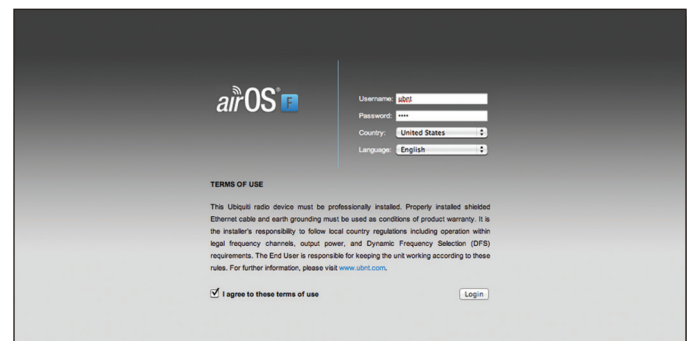 airOS® F
Username: ubnt
Password: ••••
Country: United States
Language: English
TERMS OF USE
This Ubiquiti radio device must be professionally installed. Properly installed shielded
Ethernet cable and earth grounding must be used as conditions of product warranty. It is
the installer's responsibility to follow local country regulations including operation within
legal frequency channels, output power, and Dynamic Frequency Selection (DFS)
requirements. The End User is responsible for keeping the unit working according to these
rules. For further information, please visit www.ubnt.com.
I agree to these terms of use
Login